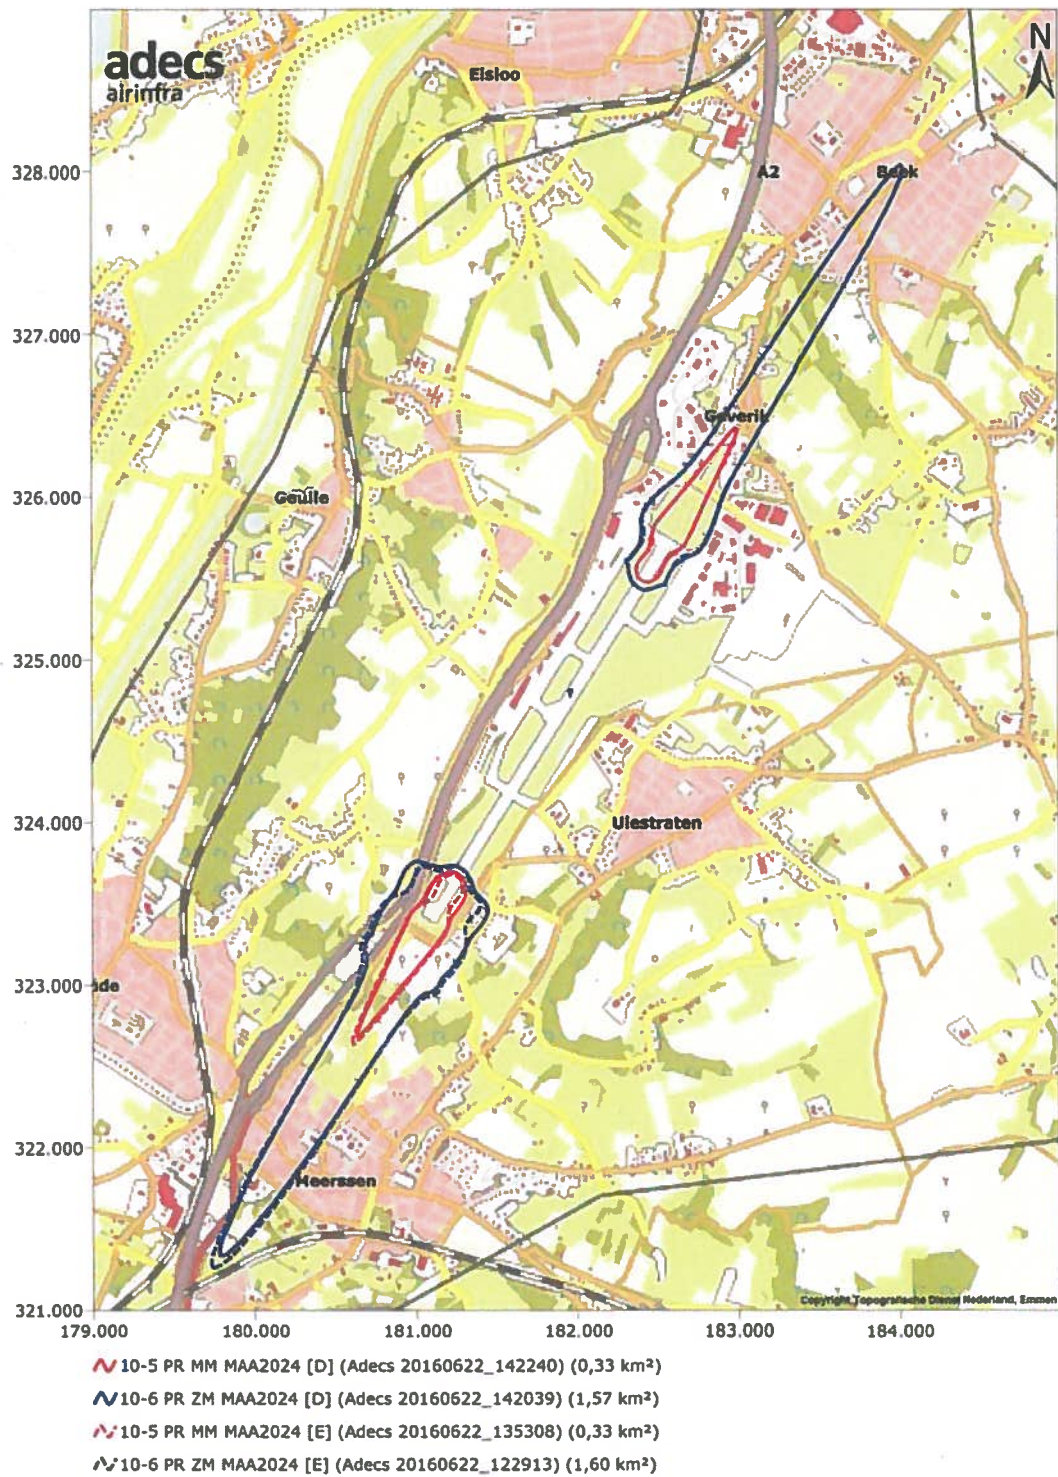 adecs
airinfra
N
Elsloo
328.000
A2
Beek
327.000
Geverik
326.000
Geulle
325.000
324.000
Ulestraten
323.000
322.000
Meerssen
321.000
Copyright Topografische Dienst Nederland, Emmen
179.000 180.000 181.000 182.000 183.000 184.000
10-5 PR MM MAA2024 [D] (Adecs 20160622_142240) (0,33 km²)
10-6 PR ZM MAA2024 [D] (Adecs 20160622_142039) (1,57 km²)
10-5 PR MM MAA2024 [E] (Adecs 20160622_135308) (0,33 km²)
10-6 PR ZM MAA2024 [E] (Adecs 20160622_122913) (1,60 km²)